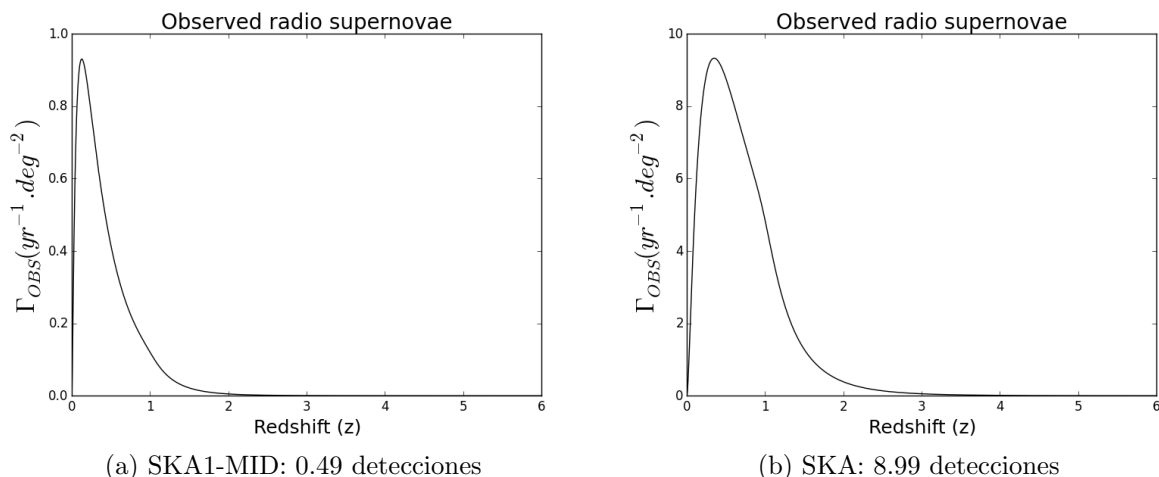 Observed radio supernovae
1.0
0.8
0.6
0.4
0.2
0.0
Γ_OBS(yr⁻¹.deg⁻²)
0 1 2 3 4 5 6
Redshift (z)
(a) SKA1-MID: 0.49 detecciones
Observed radio supernovae
10
8
6
4
2
0
Γ_OBS(yr⁻¹.deg⁻²)
0 1 2 3 4 5 6
Redshift (z)
(b) SKA: 8.99 detecciones